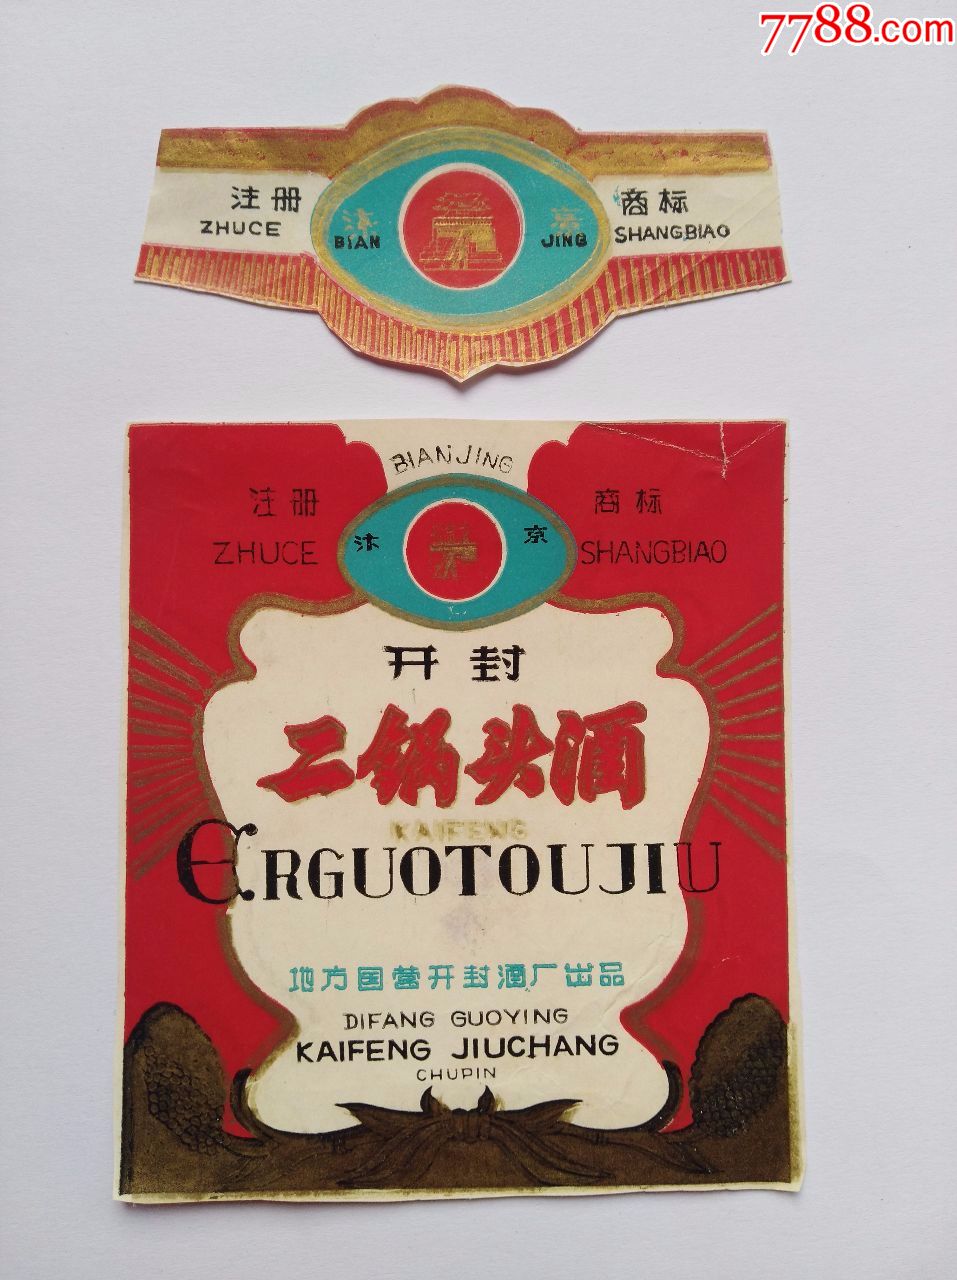 7788.com
注册 汴 京 商标
ZHUCE BIAN JING SHANGBIAO
BIANJING
注册 汴 京 商标
ZHUCE SHANGBIAO
开封
二锅头酒
KAIFENG
ERGUOTOUJIU
地方国营开封酒厂出品
DIFANG GUOYING
KAIFENG JIUCHANG
CHUPIN